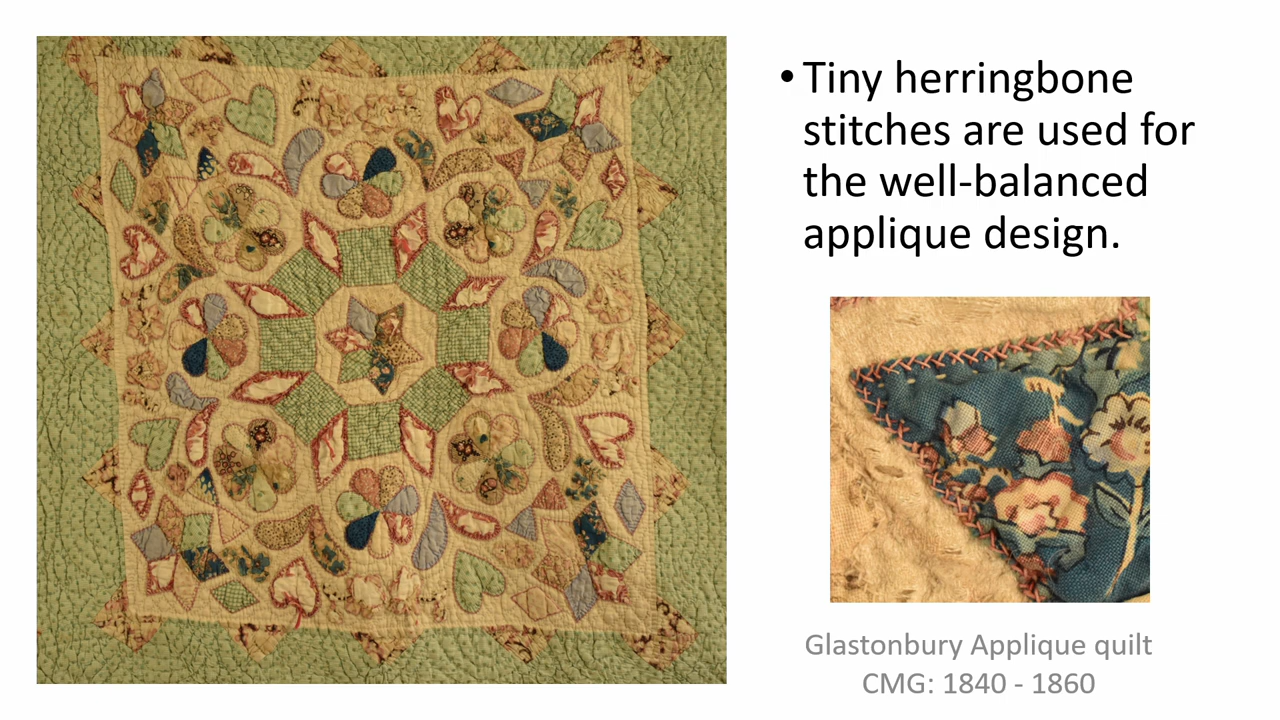 • Tiny herringbone
stitches are used for
the well-balanced
applique design.
Glastonbury Applique quilt
CMG: 1840 - 1860